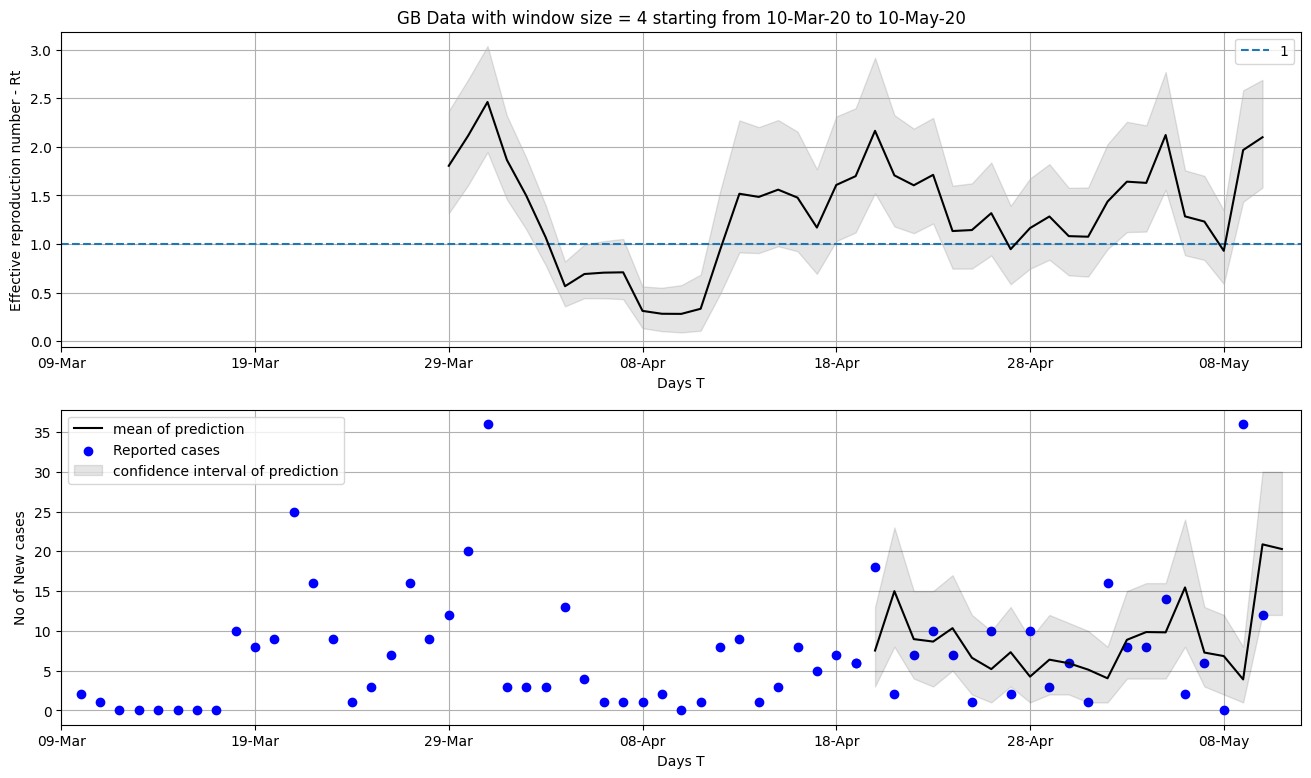 GB Data with window size = 4 starting from 10-Mar-20 to 10-May-20
Effective reproduction number - Rt
3.0
2.5
2.0
1.5
1.0
0.5
0.0
1
09-Mar 19-Mar 29-Mar 08-Apr 18-Apr 28-Apr 08-May
Days T
No of New cases
35
30
25
20
15
10
5
0
mean of prediction
Reported cases
confidence interval of prediction
09-Mar 19-Mar 29-Mar 08-Apr 18-Apr 28-Apr 08-May
Days T